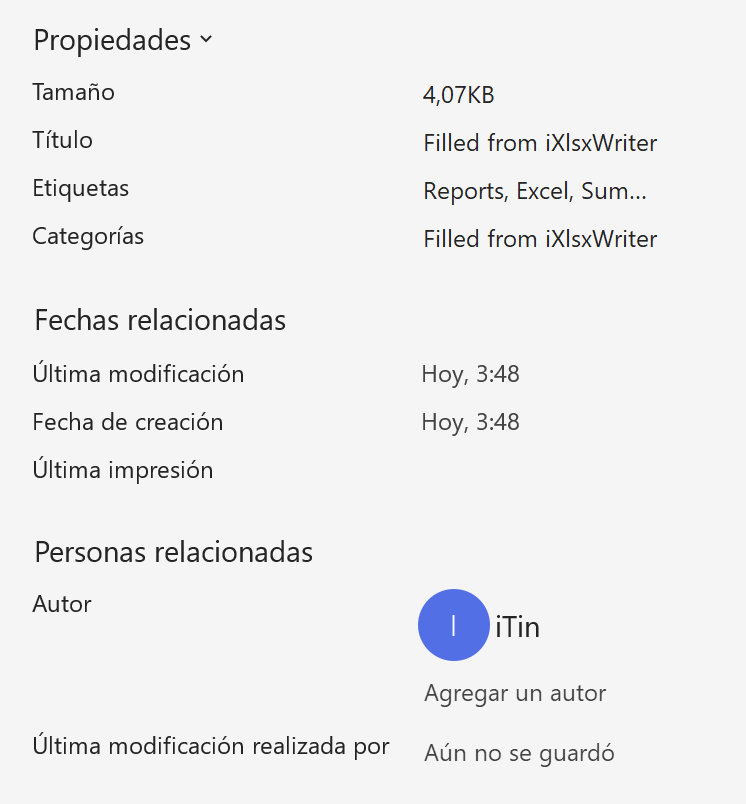 Propiedades
Tamaño 4,07KB
Título Filled from iXlsxWriter
Etiquetas Reports, Excel, Sum...
Categorías Filled from iXlsxWriter
Fechas relacionadas
Última modificación Hoy, 3:48
Fecha de creación Hoy, 3:48
Última impresión
Personas relacionadas
Autor
I iTin
Agregar un autor
Última modificación realizada por Aún no se guardó